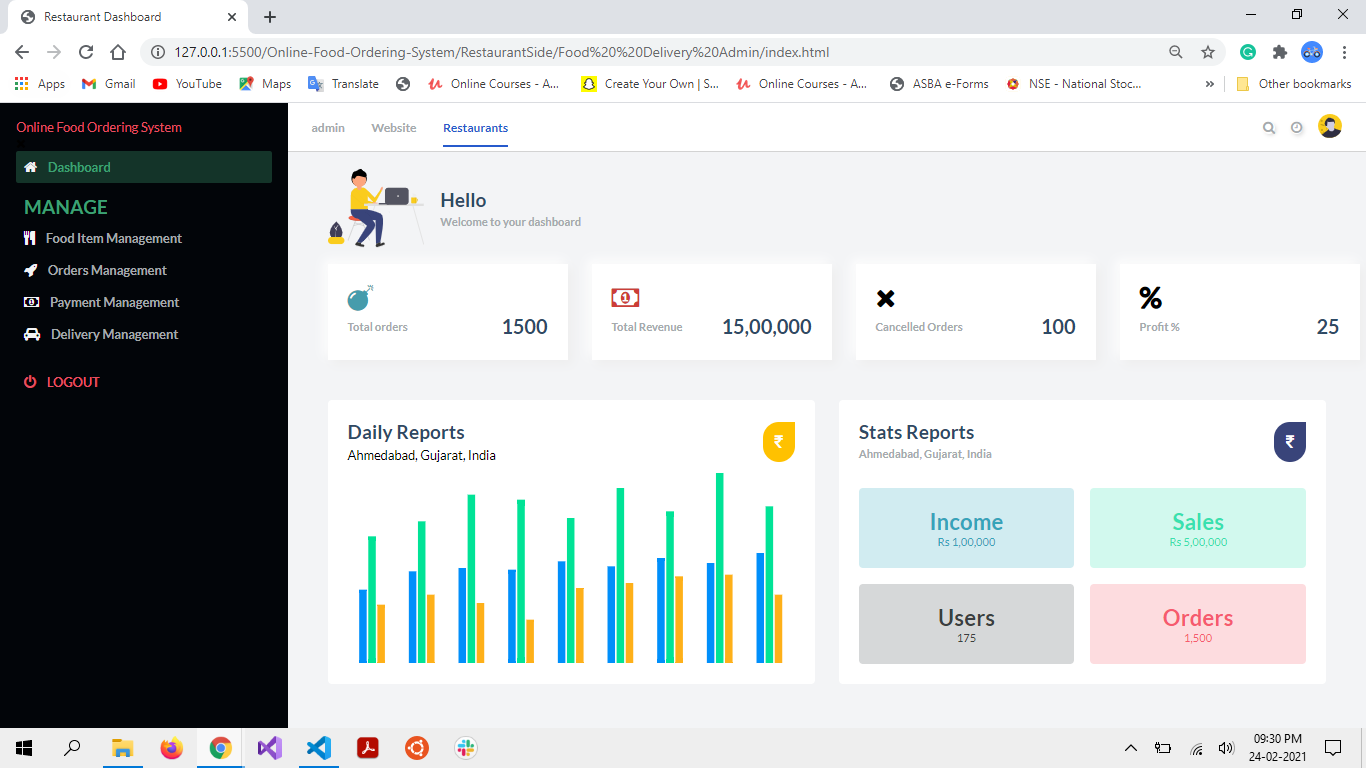 Restaurant Dashboard
127.0.0.1:5500/Online-Food-Ordering-System/RestaurantSide/Food%20%20Delivery%20Admin/index.html
Apps Gmail YouTube Maps Translate Online Courses - A... Create Your Own | S... Online Courses - A... ASBA e-Forms NSE - National Stoc... » Other bookmarks
Online Food Ordering System
Dashboard
MANAGE
Food Item Management
Orders Management
Payment Management
Delivery Management
LOGOUT
admin Website Restaurants
Hello
Welcome to your dashboard
Total orders 1500
Total Revenue 15,00,000
Cancelled Orders 100
%
Profit % 25
Daily Reports
Ahmedabad, Gujarat, India
₹
Stats Reports
Ahmedabad, Gujarat, India
₹
Income
Rs 1,00,000
Sales
Rs 5,00,000
Users
175
Orders
1,500
09:30 PM
24-02-2021